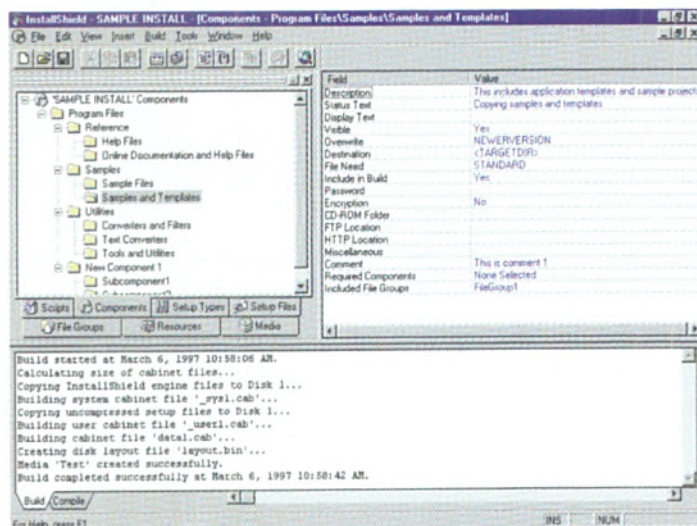 InstallShield - SAMPLE INSTALL - [Components - Program Files\Samples\Samples and Templates]
File Edit View Insert Build Tools Window Help
'SAMPLE INSTALL' Components
Program Files
Reference
Help Files
Online Documentation and Help Files
Samples
Sample Files
Samples and Templates
Utilities
Converters and Filters
Text Converters
Tools and Utilities
New Component 1
Subcomponent1
Scripts Components Setup Types Setup Files
File Groups Resources Media
Field Value
Description This includes application templates and sample projects
Status Text Copying samples and templates
Display Text
Visible Yes
Overwrite NEWERVERSION
Destination <TARGETDIR>
File Need STANDARD
Include in Build Yes
Password
Encryption No
CD-ROM Folder
FTP Location
HTTP Location
Miscellaneous
Comment This is comment 1
Required Components None Selected
Included File Groups FileGroup1
Build started at March 6, 1997 10:58:06 AM.
Calculating size of cabinet files...
Copying InstallShield engine files to Disk 1...
Building system cabinet file '_sys1.cab'...
Copying uncompressed setup files to Disk 1...
Building user cabinet file '_user1.cab'...
Building cabinet file 'data1.cab'...
Creating disk layout file 'layout.bin'...
Media 'Test' created successfully.
Build completed successfully at March 6, 1997 10:58:42 AM.
Build Compile
For Help, press F1 INS NUM